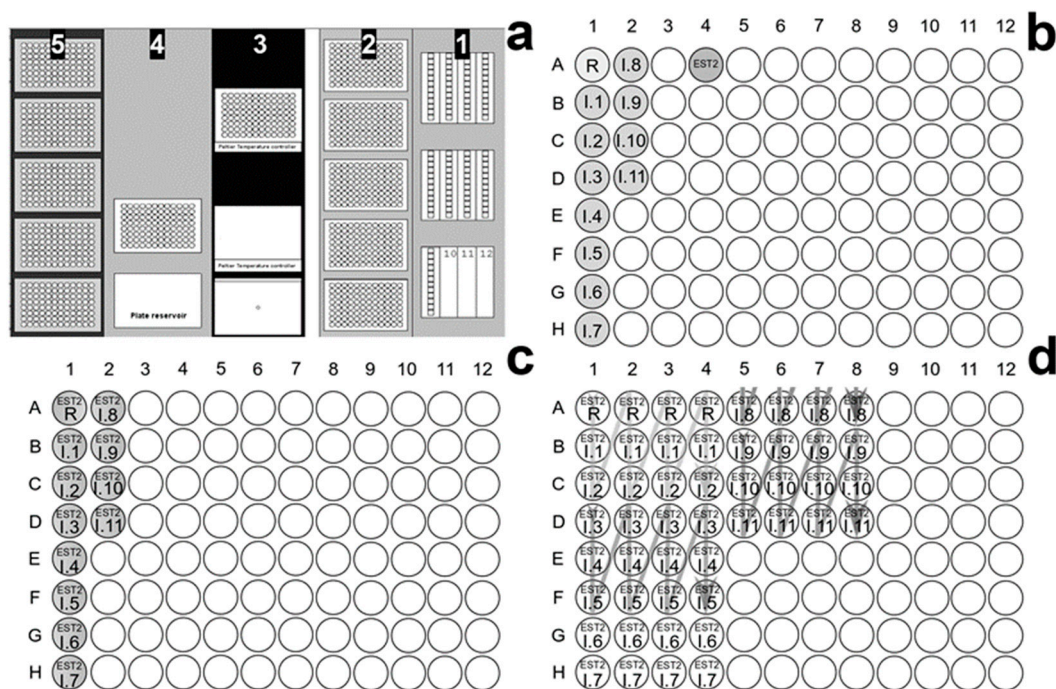 a
5 4 3 2 1
Peltier Temperature controller
Peltier Temperature controller
Plate reservoir
10 11 12
b
1 2 3 4 5 6 7 8 9 10 11 12
A R I.8 EST2
B I.1 I.9
C I.2 I.10
D I.3 I.11
E I.4
F I.5
G I.6
H I.7
c
1 2 3 4 5 6 7 8 9 10 11 12
A EST2 R EST2 I.8
B EST2 I.1 EST2 I.9
C EST2 I.2 EST2 I.10
D EST2 I.3 EST2 I.11
E EST2 I.4
F EST2 I.5
G EST2 I.6
H EST2 I.7
d
1 2 3 4 5 6 7 8 9 10 11 12
A EST2 R EST2 R EST2 R EST2 R EST2 I.8 EST2 I.8 EST2 I.8 EST2 I.8
B EST2 I.1 EST2 I.1 EST2 I.1 EST2 I.1 EST2 I.9 EST2 I.9 EST2 I.9 EST2 I.9
C EST2 I.2 EST2 I.2 EST2 I.2 EST2 I.2 EST2 I.10 EST2 I.10 EST2 I.10 EST2 I.10
D EST2 I.3 EST2 I.3 EST2 I.3 EST2 I.3 EST2 I.11 EST2 I.11 EST2 I.11 EST2 I.11
E EST2 I.4 EST2 I.4 EST2 I.4 EST2 I.4
F EST2 I.5 EST2 I.5 EST2 I.5 EST2 I.5
G EST2 I.6 EST2 I.6 EST2 I.6 EST2 I.6
H EST2 I.7 EST2 I.7 EST2 I.7 EST2 I.7